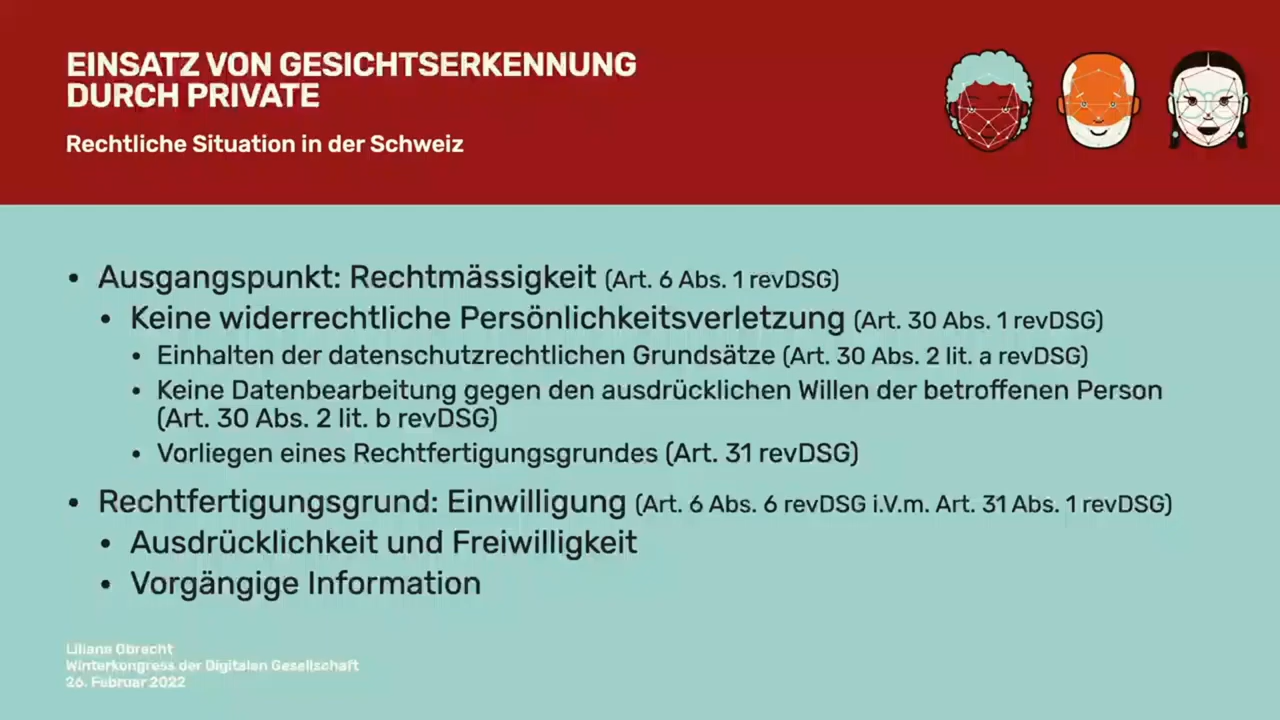 EINSATZ VON GESICHTSERKENNUNG
DURCH PRIVATE
Rechtliche Situation in der Schweiz
• Ausgangspunkt: Rechtmässigkeit (Art. 6 Abs. 1 revDSG)
• Keine widerrechtliche Persönlichkeitsverletzung (Art. 30 Abs. 1 revDSG)
• Einhalten der datenschutzrechtlichen Grundsätze (Art. 30 Abs. 2 lit. a revDSG)
• Keine Datenbearbeitung gegen den ausdrücklichen Willen der betroffenen Person
(Art. 30 Abs. 2 lit. b revDSG)
• Vorliegen eines Rechtfertigungsgrundes (Art. 31 revDSG)
• Rechtfertigungsgrund: Einwilligung (Art. 6 Abs. 6 revDSG i.V.m. Art. 31 Abs. 1 revDSG)
• Ausdrücklichkeit und Freiwilligkeit
• Vorgängige Information
Liliane Obrecht
Winterkongress der Digitalen Gesellschaft
26. Februar 2022